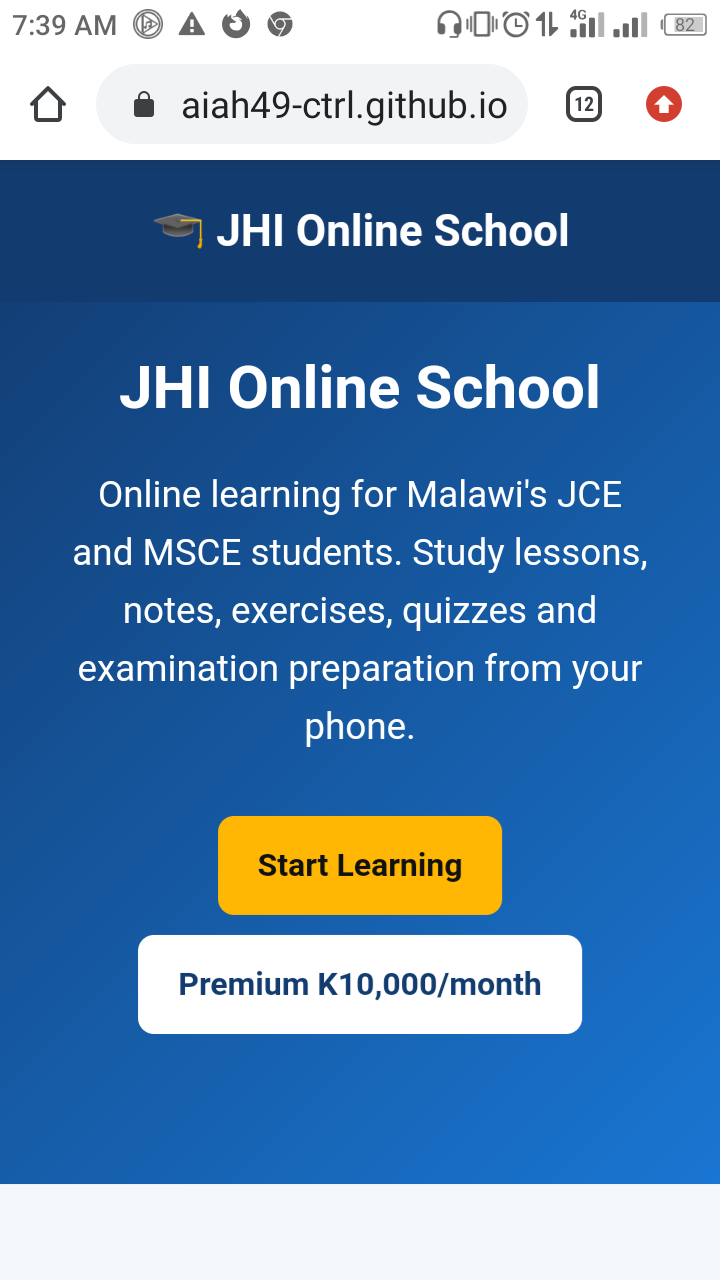 7:39 AM
4G
82
aiah49-ctrl.github.io
12
JHI Online School
JHI Online School
Online learning for Malawi's JCE
and MSCE students. Study lessons,
notes, exercises, quizzes and
examination preparation from your
phone.
Start Learning
Premium K10,000/month